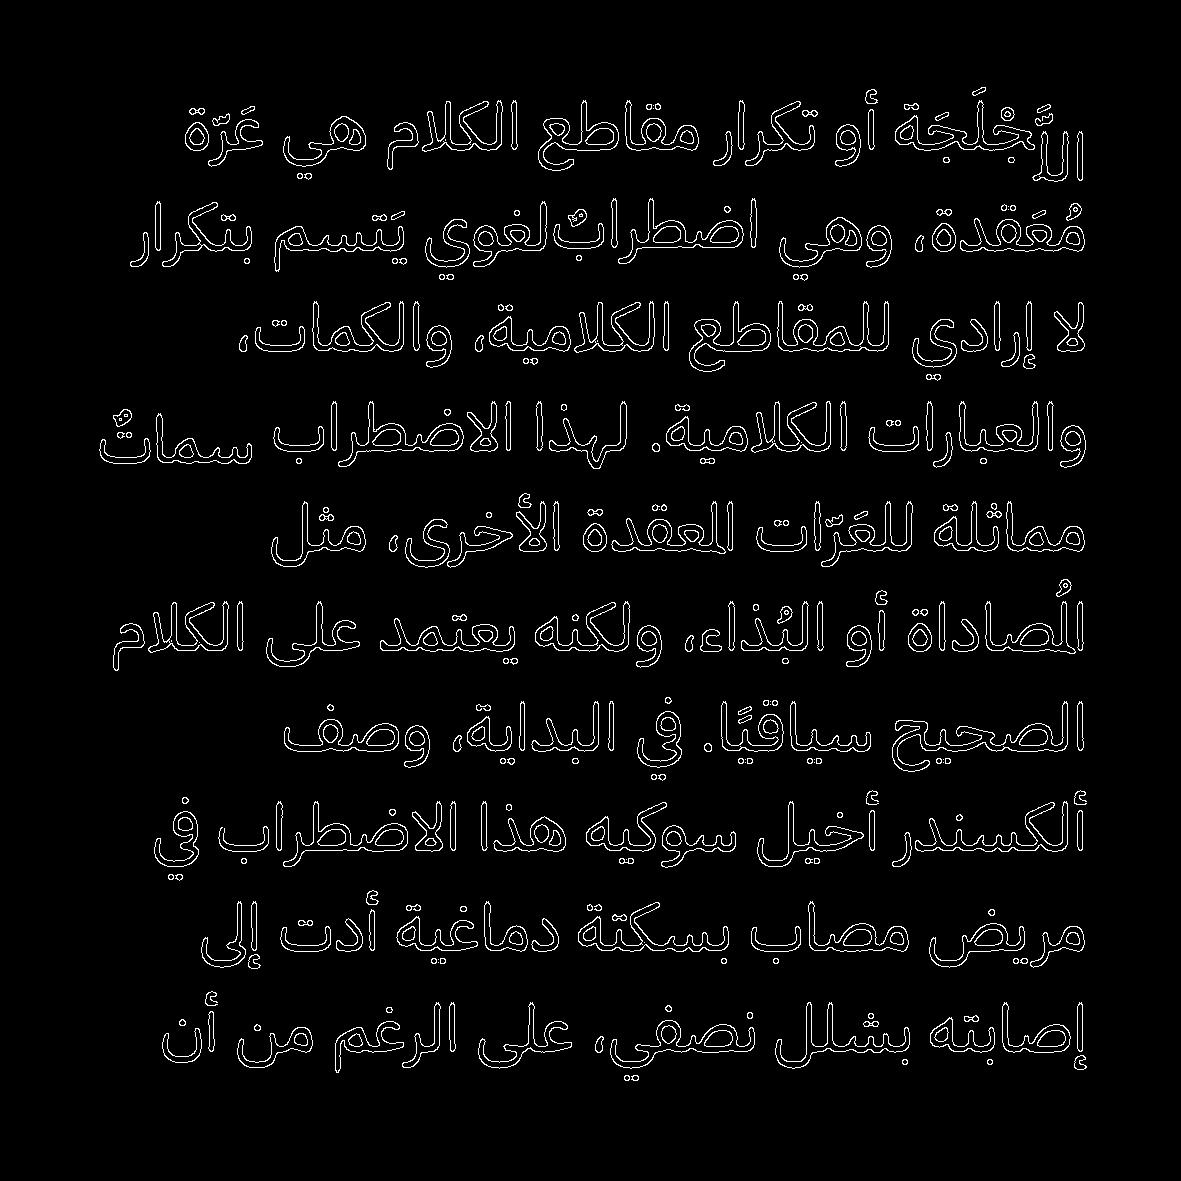 اللَّجْلَجَة أو تكرار مقاطع الكلام هي عَرّة
مُعَقدة، وهي اضطرابٌ لغوي يَتسم بتكرار
لا إرادي للمقاطع الكلامية، والكمات،
والعبارات الكلامية. لهذا الاضطراب سماتٌ
مماثلة للعَرّات المعقدة الأخرى، مثل
المُصاداة أو البُذاء، ولكنه يعتمد على الكلام
الصحيح سياقيًا. في البداية، وصف
ألكسندر أخيل سوكيه هذا الاضطراب في
مريض مصاب بسكتة دماغية أدت إلى
إصابته بشلل نصفي، على الرغم من أن